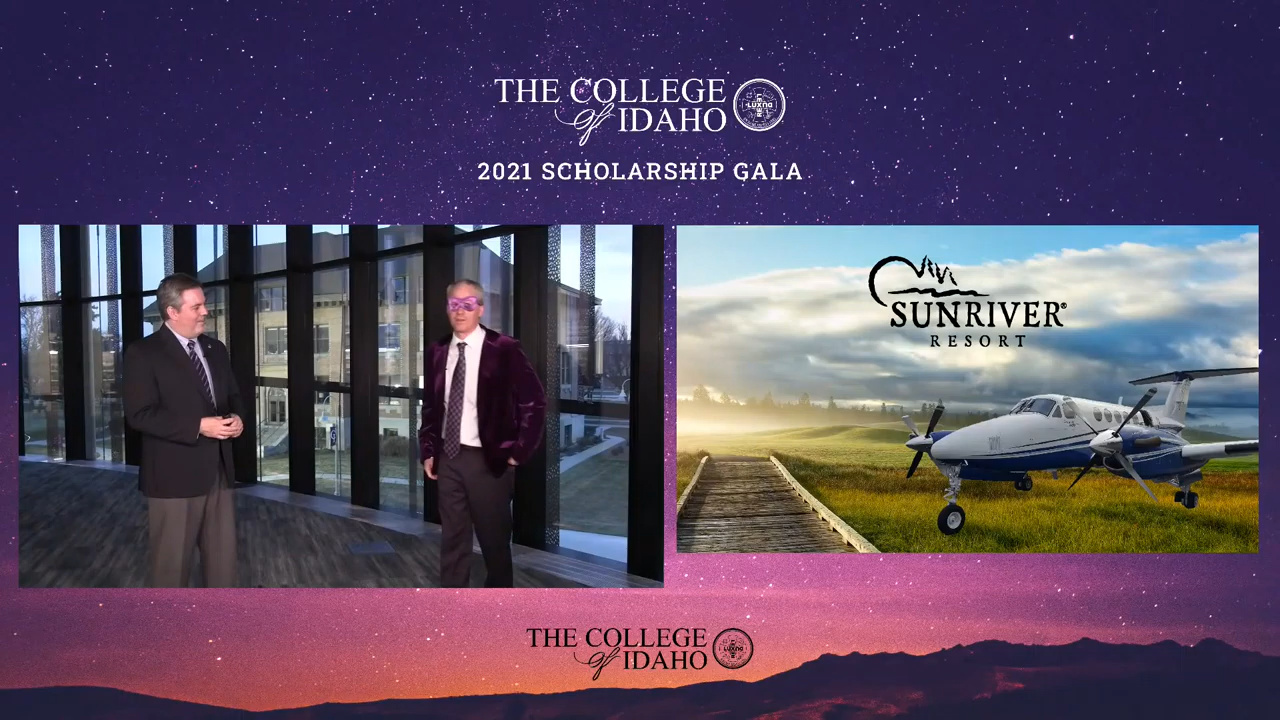 THE COLLEGE
of IDAHO
2021 SCHOLARSHIP GALA
SUNRIVER®
RESORT
THE COLLEGE
of IDAHO